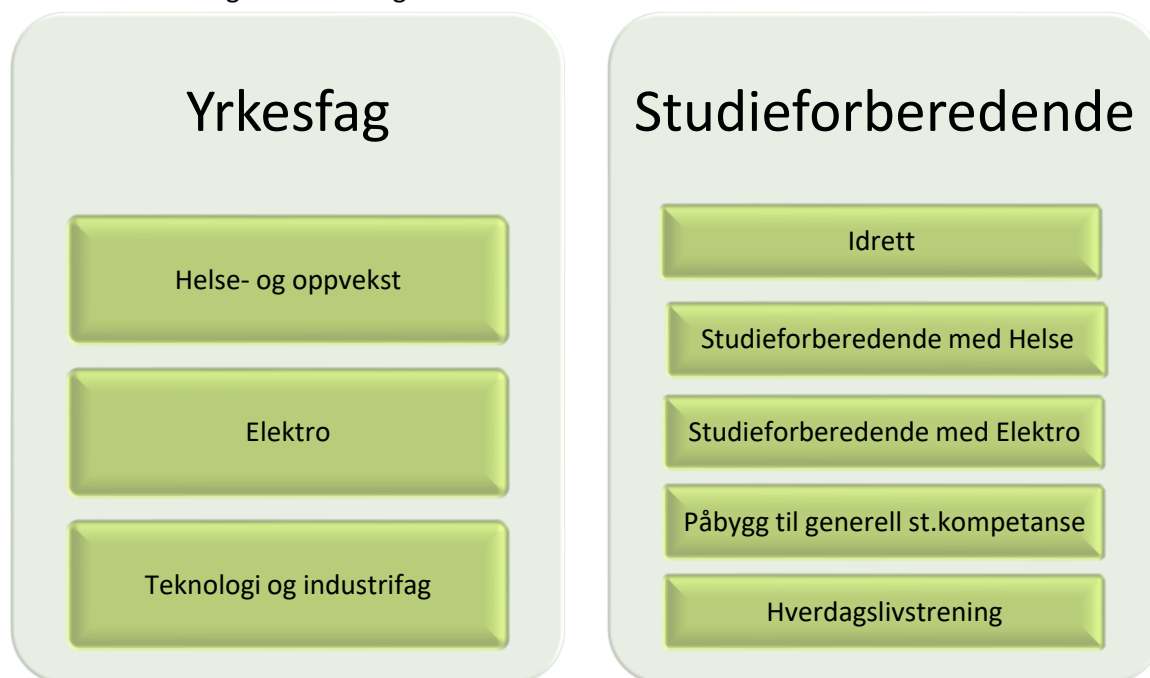 Yrkesfag
Helse- og oppvekst
Elektro
Teknologi og industrifag
Studieforberedende
Idrett
Studieforberedende med Helse
Studieforberedende med Elektro
Påbygg til generell st.kompetanse
Hverdagslivstrening